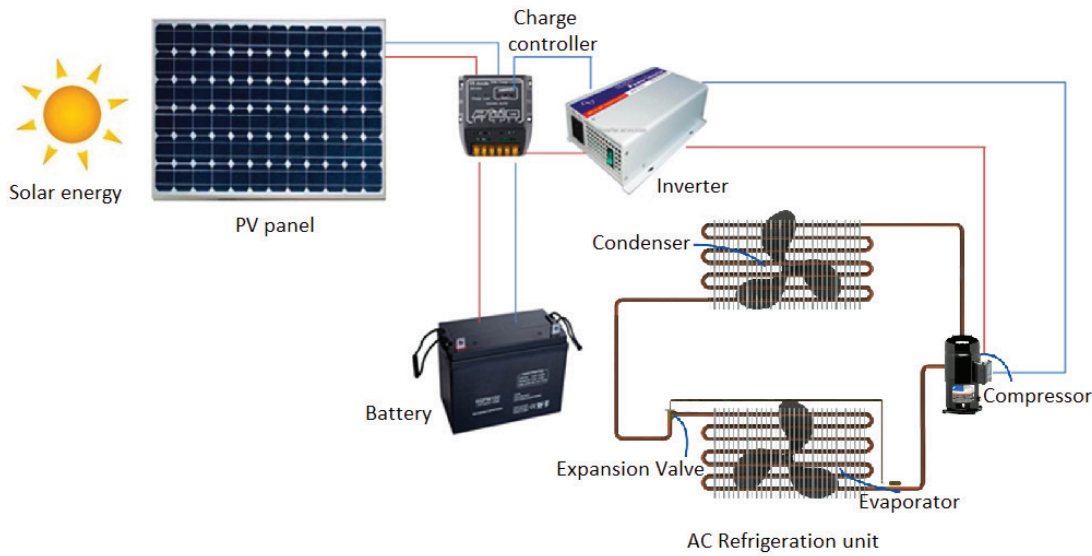 Charge
controller
Solar energy
PV panel
Inverter
Condenser
Battery
Compressor
Expansion Valve
Evaporator
AC Refrigeration unit